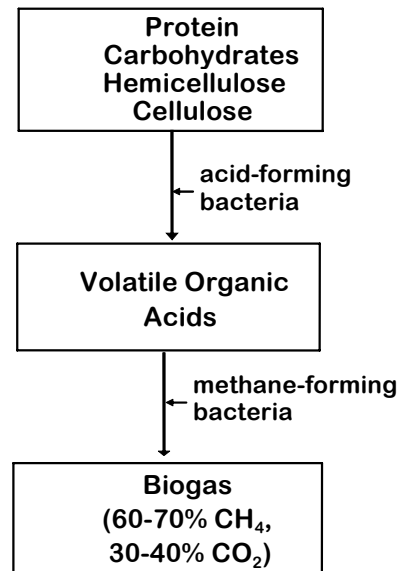 Protein
Carbohydrates
Hemicellulose
Cellulose
acid-forming
bacteria
Volatile Organic
Acids
methane-forming
bacteria
Biogas
(60-70% CH₄,
30-40% CO₂)